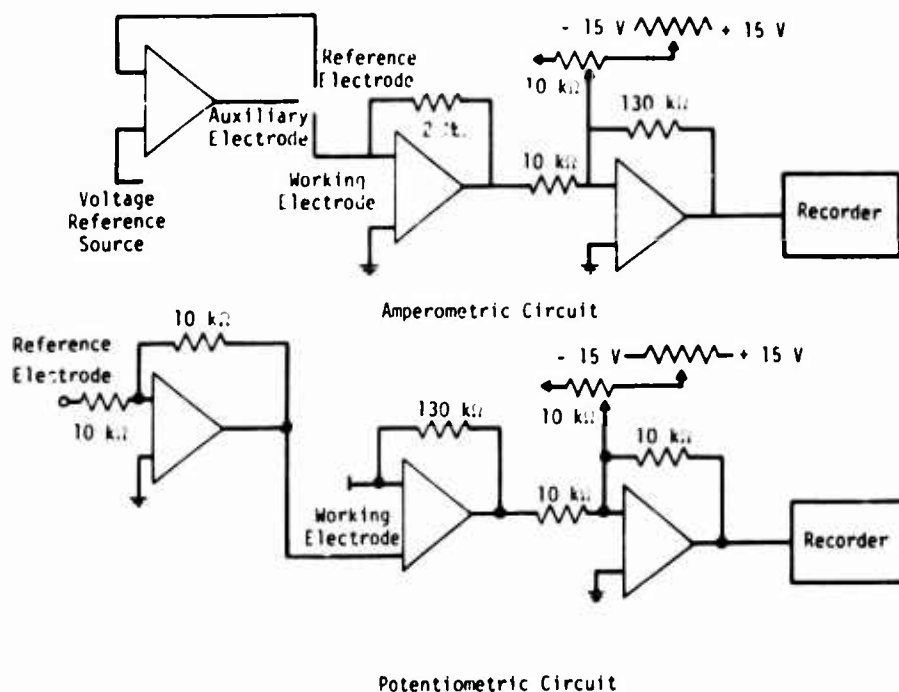 - 15 V
+ 15 V
Reference
Electrode
10 kΩ
130 kΩ
Auxiliary
Electrode
10 kΩ
Working
Electrode
Voltage
Reference
Source
Recorder
Amperometric Circuit
10 kΩ
Reference
Electrode
- 15 V
+ 15 V
10 kΩ
130 kΩ
10 kΩ
10 kΩ
10 kΩ
Working
Electrode
Recorder
Potentiometric Circuit